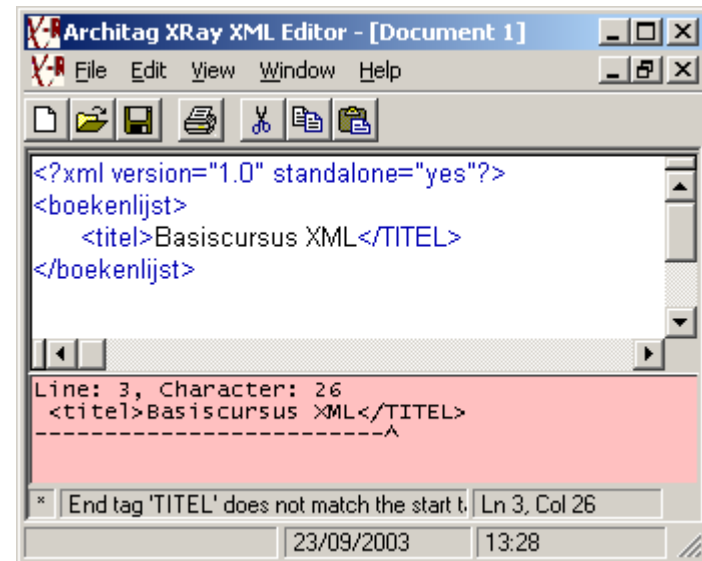 Architag XRay XML Editor - [Document 1]
File Edit View Window Help
<?xml version="1.0" standalone="yes"?>
<boekenlijst>
<titel>Basiscursus XML</TITEL>
</boekenlijst>
Line: 3, Character: 26
<titel>Basiscursus XML</TITEL>
-------------------------^
* End tag 'TITEL' does not match the start t. Ln 3, Col 26
23/09/2003 13:28